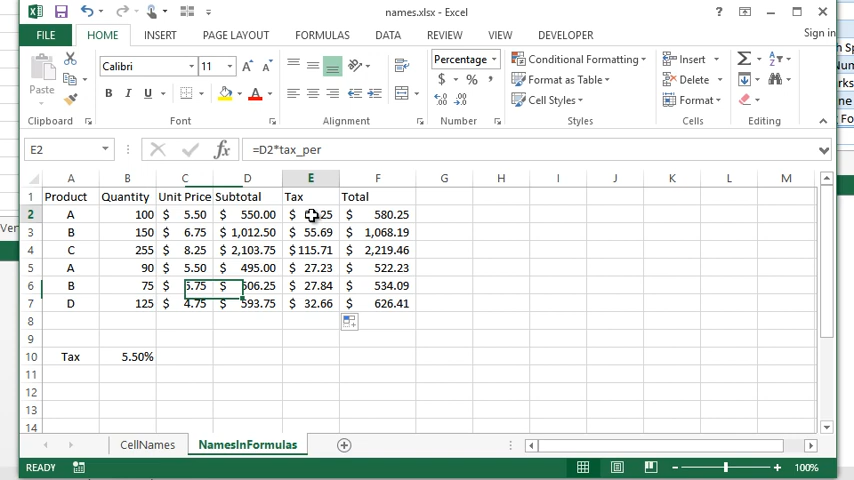 names.xlsx - Excel
Sign in
FILE HOME INSERT PAGE LAYOUT FORMULAS DATA REVIEW VIEW DEVELOPER
Calibri 11 Percentage Conditional Formatting Insert
Paste B I U $ % Format as Table Delete
Cell Styles Format
Clipboard Font Alignment Number Styles Cells Editing
E2 fx =D2*tax_per
A B C D E F G H I J K L M
1 Product Quantity Unit Price Subtotal Tax Total
2 A 100 $ 5.50 $ 550.00 $ .25 $ 580.25
3 B 150 $ 6.75 $ 1,012.50 $ 55.69 $ 1,068.19
4 C 255 $ 8.25 $ 2,103.75 $ 115.71 $ 2,219.46
5 A 90 $ 5.50 $ 495.00 $ 27.23 $ 522.23
6 B 75 $ 6.75 $ 506.25 $ 27.84 $ 534.09
7 D 125 $ 4.75 $ 593.75 $ 32.66 $ 626.41
8
9
10 Tax 5.50%
11
12
13
14
CellNames NamesInFormulas
READY 100%